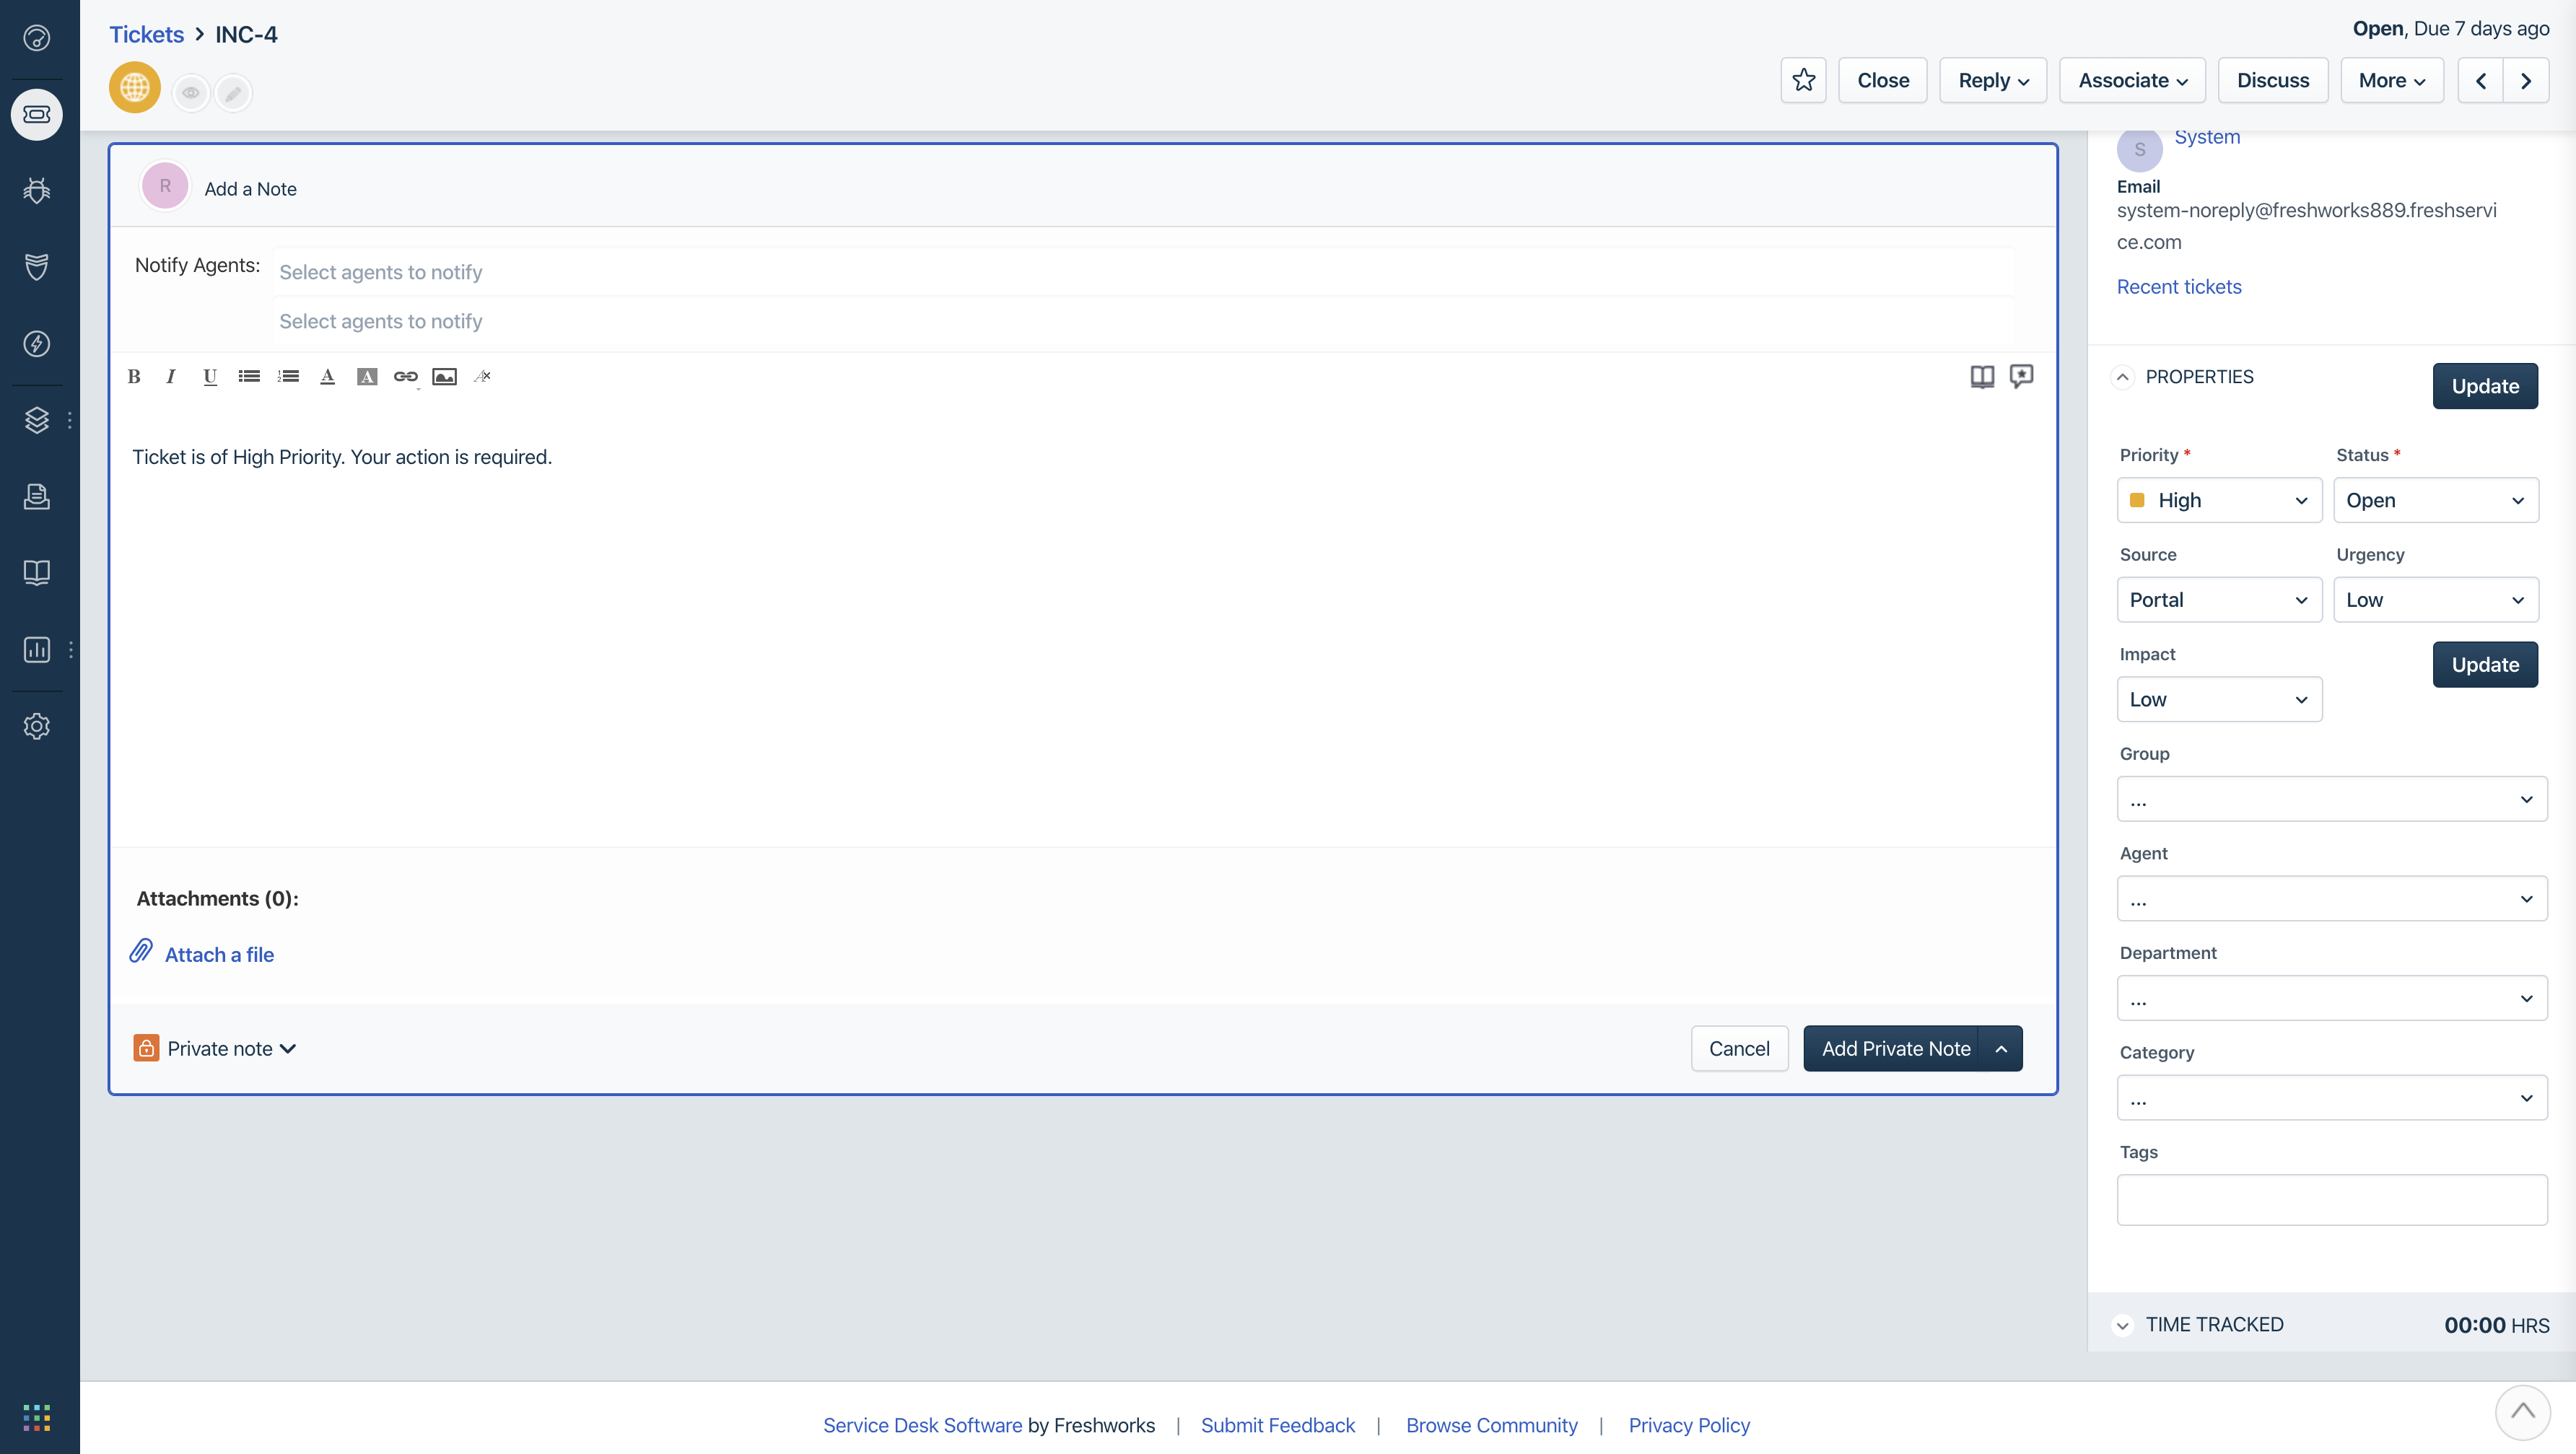 Tickets > INC-4
Open, Due 7 days ago
Close
Reply
Associate
Discuss
More
R
Add a Note
Notify Agents:
Select agents to notify
Select agents to notify
B I U A A
Ticket is of High Priority. Your action is required.
Attachments (0):
Attach a file
Private note
Cancel
Add Private Note
S
System
Email
system-noreply@freshworks889.freshservi
ce.com
Recent tickets
PROPERTIES
Update
Priority *
Status *
High
Open
Source
Urgency
Portal
Low
Impact
Update
Low
Group
...
Agent
...
Department
...
Category
...
Tags
TIME TRACKED
00:00 HRS
Service Desk Software by Freshworks | Submit Feedback | Browse Community | Privacy Policy